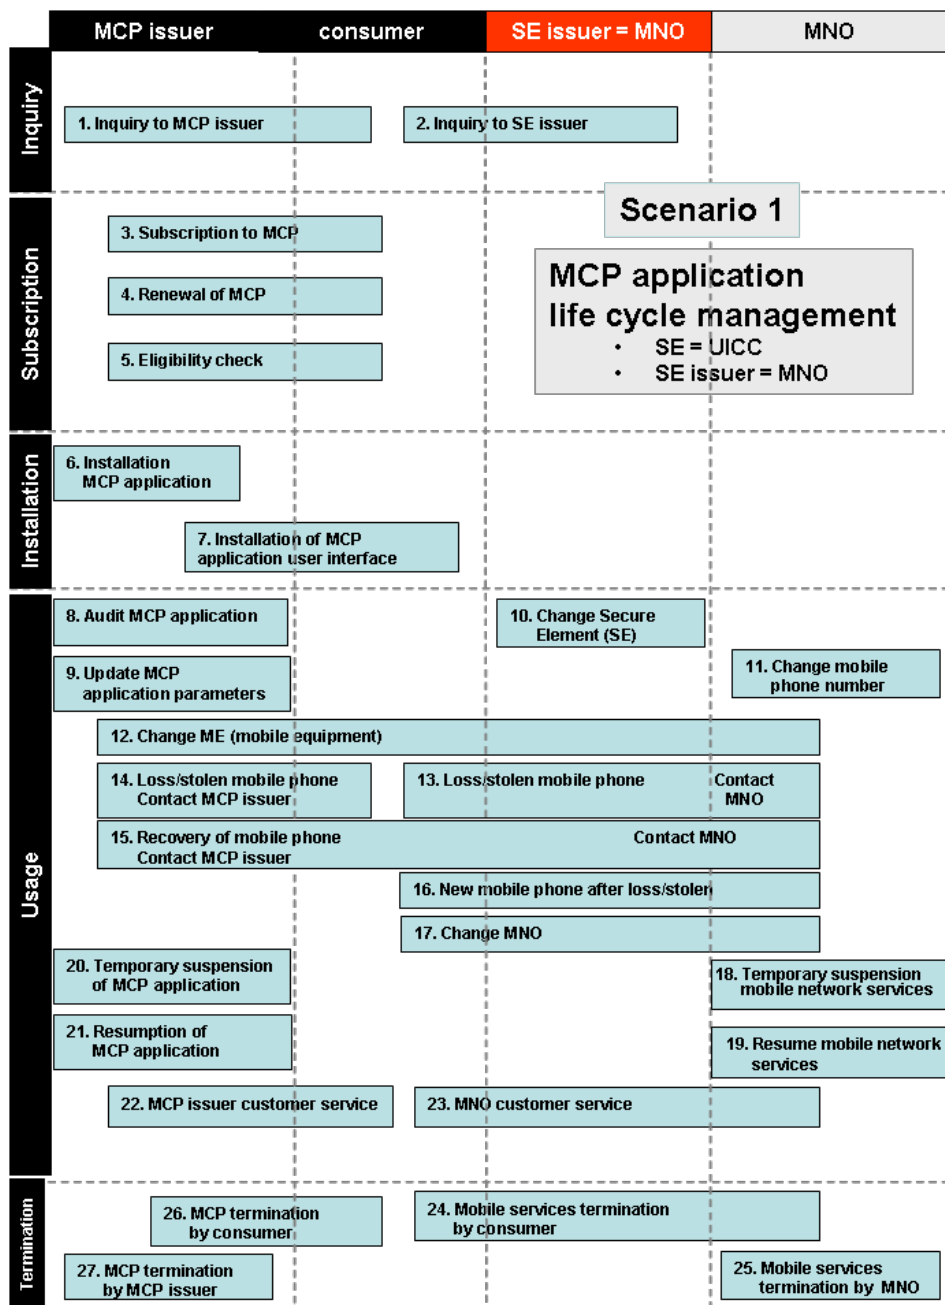 MCP issuer
consumer
SE issuer = MNO
MNO
Inquiry
1. Inquiry to MCP issuer
2. Inquiry to SE issuer
Scenario 1
MCP application
life cycle management
• SE = UICC
• SE issuer = MNO
Subscription
3. Subscription to MCP
4. Renewal of MCP
5. Eligibility check
Installation
6. Installation
MCP application
7. Installation of MCP
application user interface
Usage
8. Audit MCP application
10. Change Secure
Element (SE)
9. Update MCP
application parameters
11. Change mobile
phone number
12. Change ME (mobile equipment)
14. Loss/stolen mobile phone
Contact MCP issuer
13. Loss/stolen mobile phone
Contact
MNO
15. Recovery of mobile phone
Contact MCP issuer
Contact MNO
16. New mobile phone after loss/stolen
17. Change MNO
20. Temporary suspension
of MCP application
18. Temporary suspension
mobile network services
21. Resumption of
MCP application
19. Resume mobile network
services
22. MCP issuer customer service
23. MNO customer service
Termination
26. MCP termination
by consumer
24. Mobile services termination
by consumer
27. MCP termination
by MCP issuer
25. Mobile services
termination by MNO